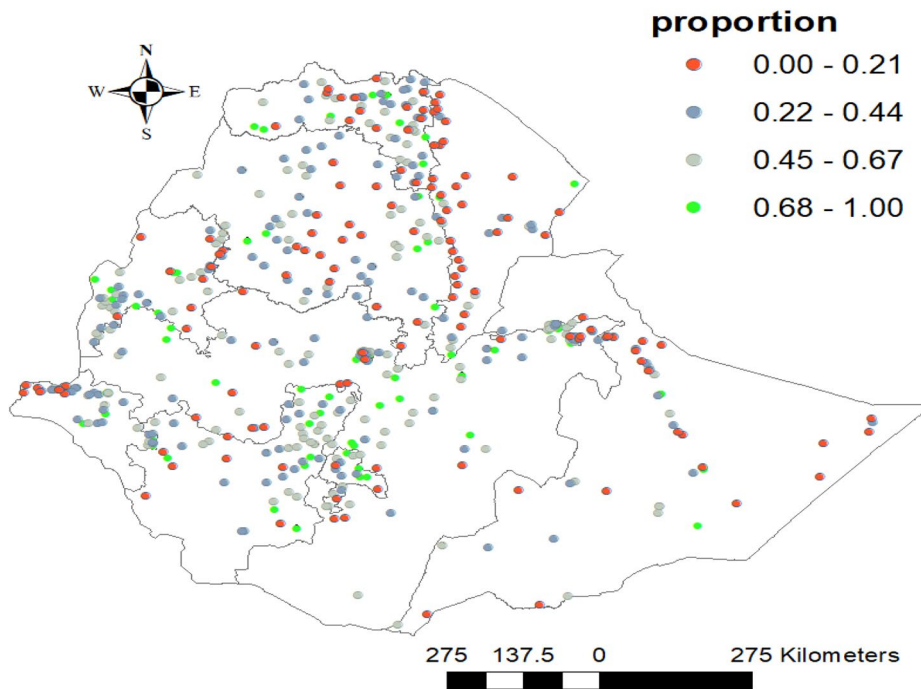 proportion
N
W E
S
0.00 - 0.21
0.22 - 0.44
0.45 - 0.67
0.68 - 1.00
275 137.5 0 275 Kilometers